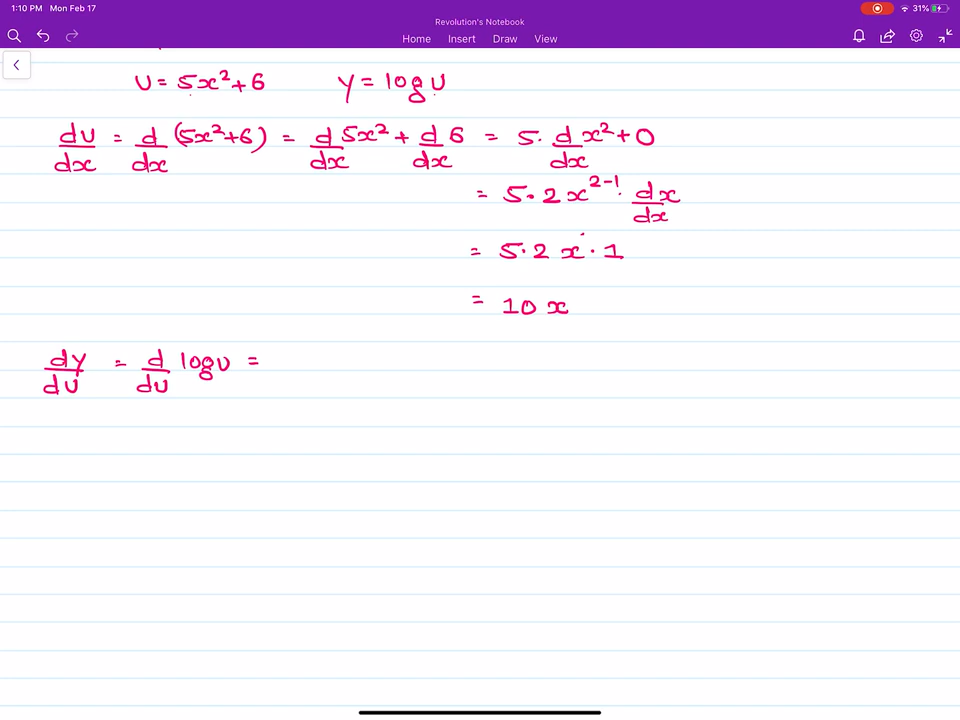 1:10 PM Mon Feb 17
31%
Revolution's Notebook
Home Insert Draw View
U = 5x²+6 y = log U
dU/dx = d/dx (5x²+6) = d/dx 5x² + d/dx 6 = 5. d/dx x² + 0
= 5.2x²⁻¹. dx/dx
= 5.2 x . 1
= 10 x
dy/dU = d/dU log U =